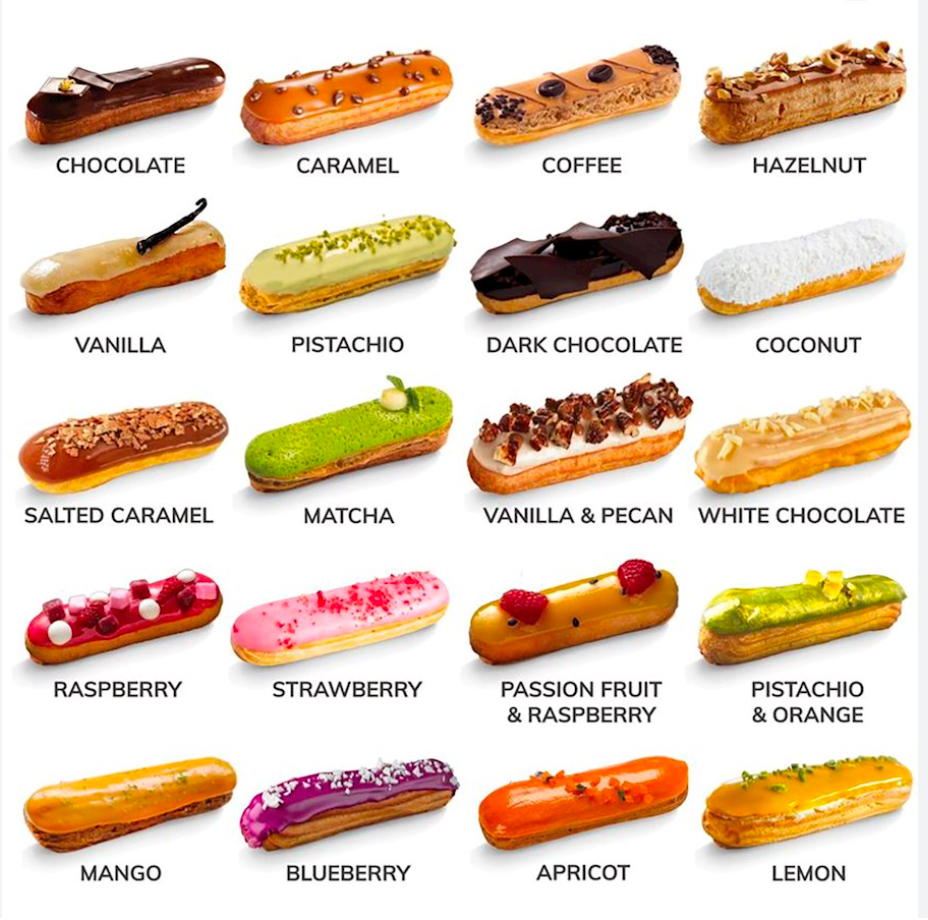 CHOCOLATE
CARAMEL
COFFEE
HAZELNUT
VANILLA
PISTACHIO
DARK CHOCOLATE
COCONUT
SALTED CARAMEL
MATCHA
VANILLA & PECAN
WHITE CHOCOLATE
RASPBERRY
STRAWBERRY
PASSION FRUIT
& RASPBERRY
PISTACHIO
& ORANGE
MANGO
BLUEBERRY
APRICOT
LEMON